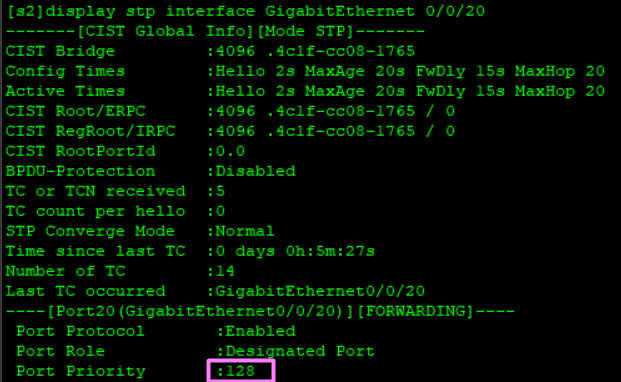 [s2]display stp interface GigabitEthernet 0/0/20
-------[CIST Global Info][Mode STP]-------
CIST Bridge         :4096 .4c1f-cc08-1765
Config Times        :Hello 2s MaxAge 20s FwDly 15s MaxHop 20
Active Times        :Hello 2s MaxAge 20s FwDly 15s MaxHop 20
CIST Root/ERPC      :4096 .4c1f-cc08-1765 / 0
CIST RegRoot/IRPC   :4096 .4c1f-cc08-1765 / 0
CIST RootPortId     :0.0
BPDU-Protection     :Disabled
TC or TCN received  :5
TC count per hello  :0
STP Converge Mode   :Normal
Time since last TC  :0 days 0h:5m:27s
Number of TC        :14
Last TC occurred    :GigabitEthernet0/0/20
----[Port20(GigabitEthernet0/0/20)][FORWARDING]----
 Port Protocol       :Enabled
 Port Role           :Designated Port
 Port Priority       :128